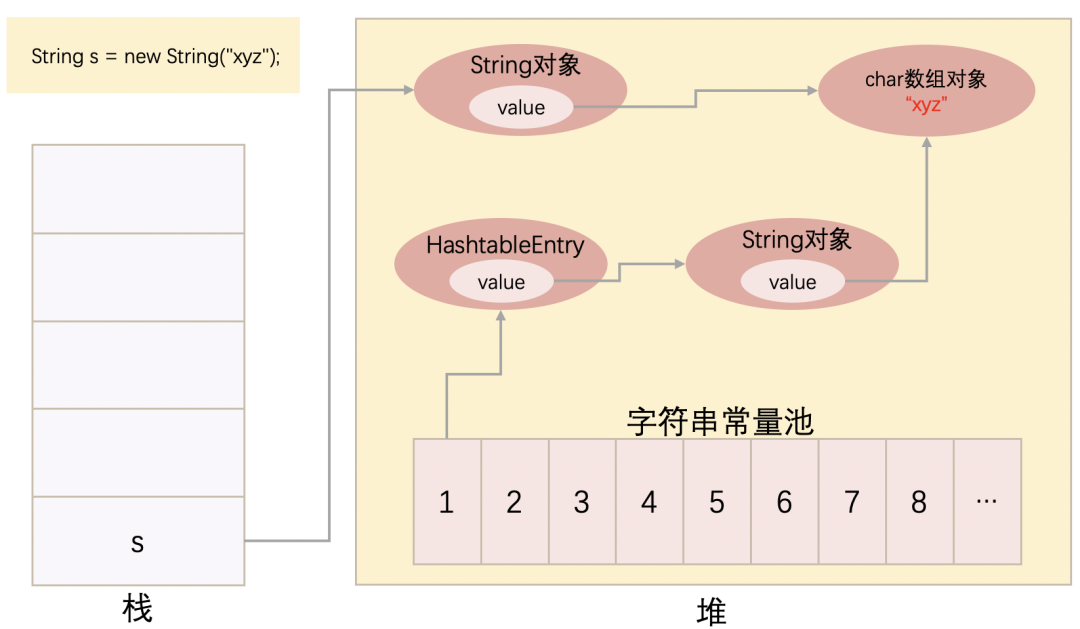 String s = new String("xyz");
String对象
value
char数组对象
“xyz”
HashtableEntry
value
String对象
value
字符串常量池
1 2 3 4 5 6 7 8 ...
s
栈
堆